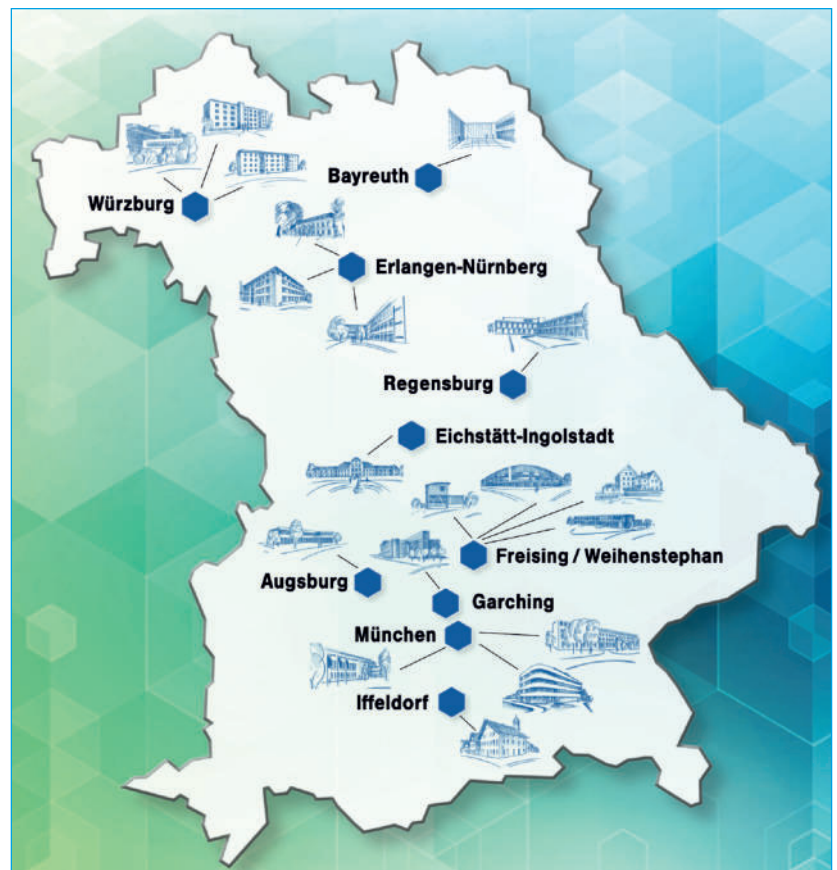 Bayreuth
Würzburg
Erlangen-Nürnberg
Regensburg
Eichstätt-Ingolstadt
Freising / Weihenstephan
Augsburg
Garching
München
Iffeldorf